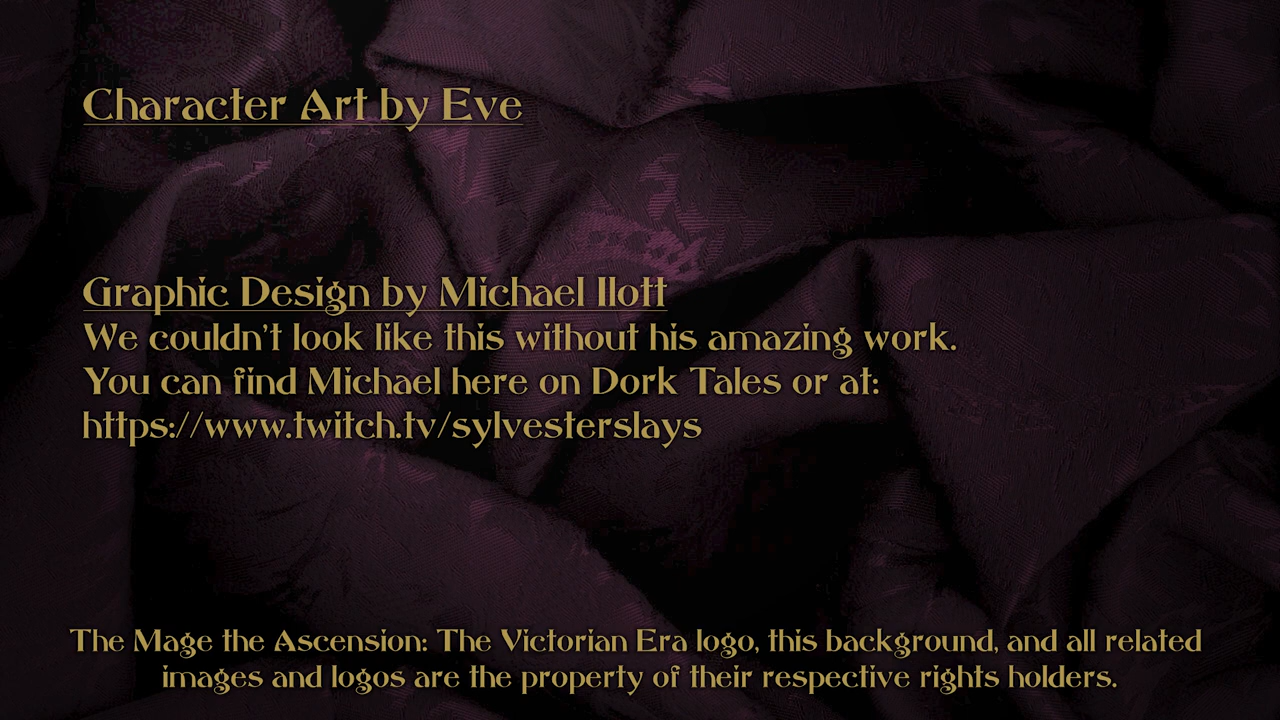 Character Art by Eve
Graphic Design by Michael Ilott
We couldn't look like this without his amazing work.
You can find Michael here on Dork Tales or at:
https://www.twitch.tv/sylvesterslays
The Mage the Ascension: The Victorian Era logo, this background, and all related
images and logos are the property of their respective rights holders.